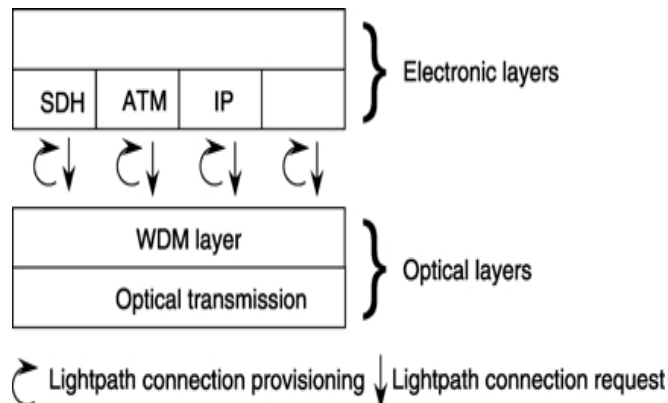 Electronic layers
SDH ATM IP
WDM layer
Optical layers
Optical transmission
Lightpath connection provisioning Lightpath connection request